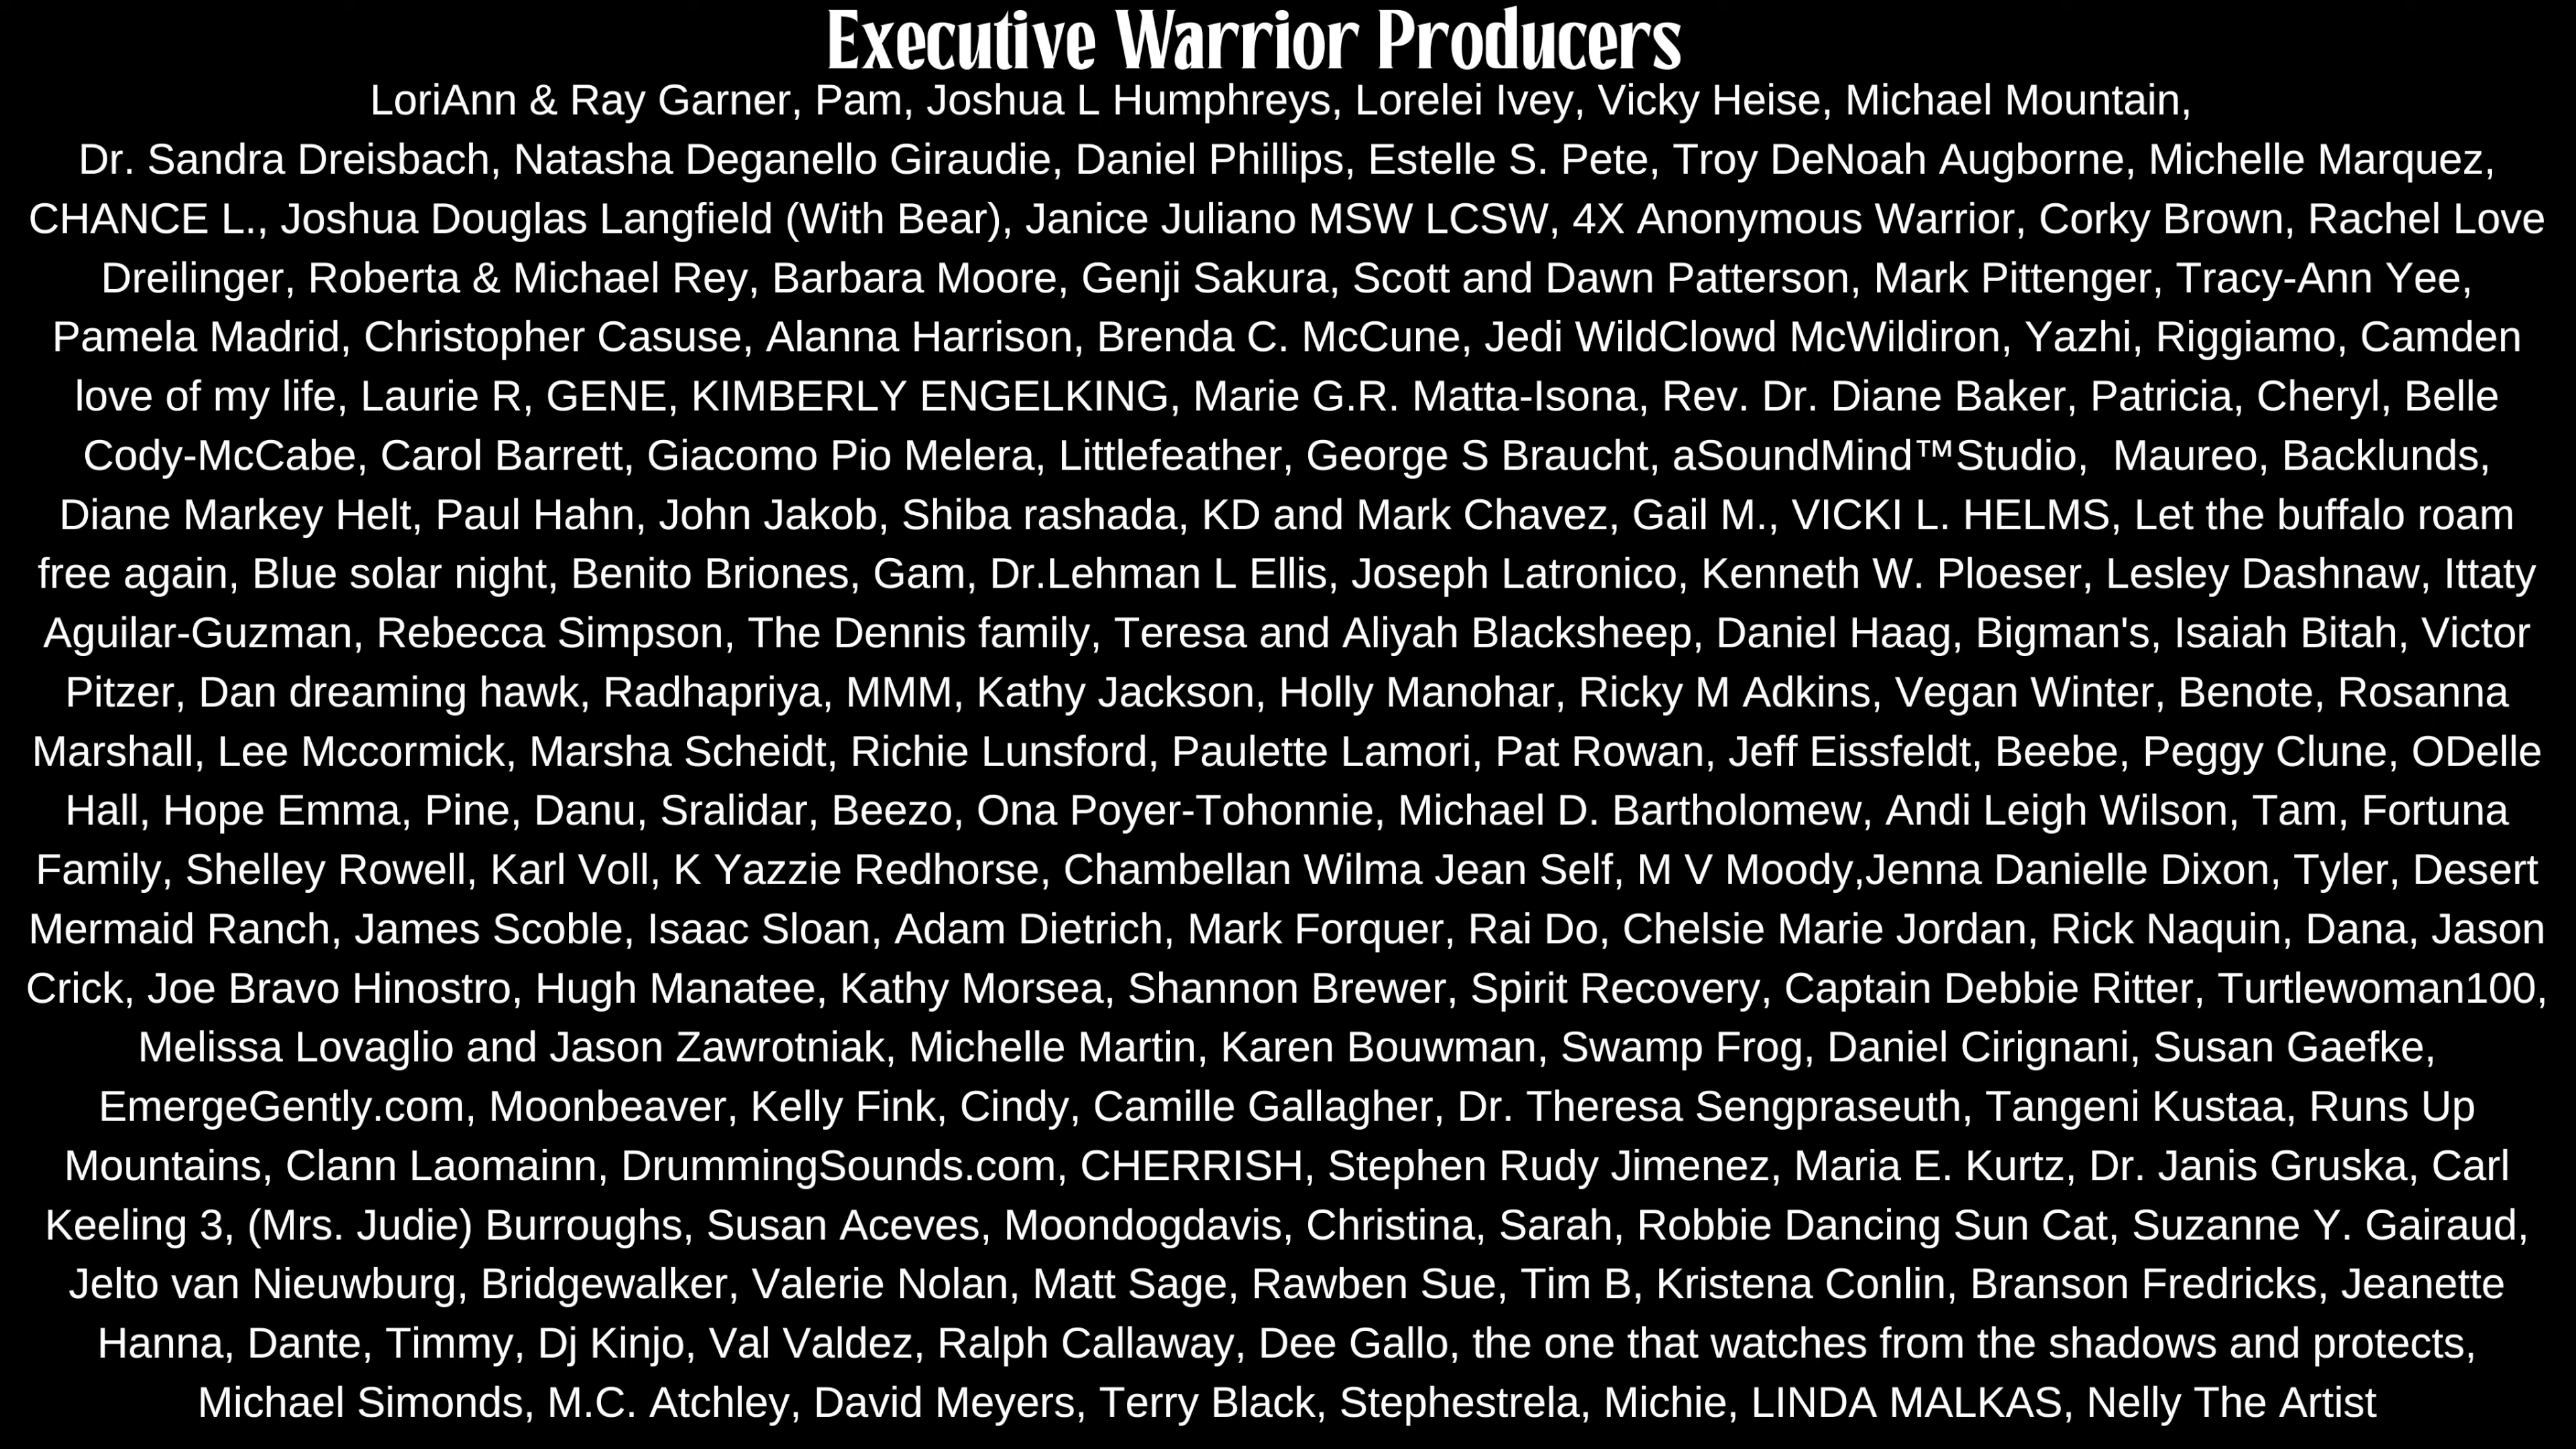 Executive Warrior Producers
LoriAnn & Ray Garner, Pam, Joshua L Humphreys, Lorelei Ivey, Vicky Heise, Michael Mountain,
Dr. Sandra Dreisbach, Natasha Deganello Giraudie, Daniel Phillips, Estelle S. Pete, Troy DeNoah Augborne, Michelle Marquez,
CHANCE L., Joshua Douglas Langfield (With Bear), Janice Juliano MSW LCSW, 4X Anonymous Warrior, Corky Brown, Rachel Love
Dreilinger, Roberta & Michael Rey, Barbara Moore, Genji Sakura, Scott and Dawn Patterson, Mark Pittenger, Tracy-Ann Yee,
Pamela Madrid, Christopher Casuse, Alanna Harrison, Brenda C. McCune, Jedi WildClowd McWildiron, Yazhi, Riggiamo, Camden
love of my life, Laurie R, GENE, KIMBERLY ENGELKING, Marie G.R. Matta-Isona, Rev. Dr. Diane Baker, Patricia, Cheryl, Belle
Cody-McCabe, Carol Barrett, Giacomo Pio Melera, Littlefeather, George S Braucht, aSoundMind™Studio,  Maureo, Backlunds,
Diane Markey Helt, Paul Hahn, John Jakob, Shiba rashada, KD and Mark Chavez, Gail M., VICKI L. HELMS, Let the buffalo roam
free again, Blue solar night, Benito Briones, Gam, Dr.Lehman L Ellis, Joseph Latronico, Kenneth W. Ploeser, Lesley Dashnaw, Ittaty
Aguilar-Guzman, Rebecca Simpson, The Dennis family, Teresa and Aliyah Blacksheep, Daniel Haag, Bigman's, Isaiah Bitah, Victor
Pitzer, Dan dreaming hawk, Radhapriya, MMM, Kathy Jackson, Holly Manohar, Ricky M Adkins, Vegan Winter, Benote, Rosanna
Marshall, Lee Mccormick, Marsha Scheidt, Richie Lunsford, Paulette Lamori, Pat Rowan, Jeff Eissfeldt, Beebe, Peggy Clune, ODelle
Hall, Hope Emma, Pine, Danu, Sralidar, Beezo, Ona Poyer-Tohonnie, Michael D. Bartholomew, Andi Leigh Wilson, Tam, Fortuna
Family, Shelley Rowell, Karl Voll, K Yazzie Redhorse, Chambellan Wilma Jean Self, M V Moody,Jenna Danielle Dixon, Tyler, Desert
Mermaid Ranch, James Scoble, Isaac Sloan, Adam Dietrich, Mark Forquer, Rai Do, Chelsie Marie Jordan, Rick Naquin, Dana, Jason
Crick, Joe Bravo Hinostro, Hugh Manatee, Kathy Morsea, Shannon Brewer, Spirit Recovery, Captain Debbie Ritter, Turtlewoman100,
Melissa Lovaglio and Jason Zawrotniak, Michelle Martin, Karen Bouwman, Swamp Frog, Daniel Cirignani, Susan Gaefke,
EmergeGently.com, Moonbeaver, Kelly Fink, Cindy, Camille Gallagher, Dr. Theresa Sengpraseuth, Tangeni Kustaa, Runs Up
Mountains, Clann Laomainn, DrummingSounds.com, CHERRISH, Stephen Rudy Jimenez, Maria E. Kurtz, Dr. Janis Gruska, Carl
Keeling 3, (Mrs. Judie) Burroughs, Susan Aceves, Moondogdavis, Christina, Sarah, Robbie Dancing Sun Cat, Suzanne Y. Gairaud,
Jelto van Nieuwburg, Bridgewalker, Valerie Nolan, Matt Sage, Rawben Sue, Tim B, Kristena Conlin, Branson Fredricks, Jeanette
Hanna, Dante, Timmy, Dj Kinjo, Val Valdez, Ralph Callaway, Dee Gallo, the one that watches from the shadows and protects,
Michael Simonds, M.C. Atchley, David Meyers, Terry Black, Stephestrela, Michie, LINDA MALKAS, Nelly The Artist